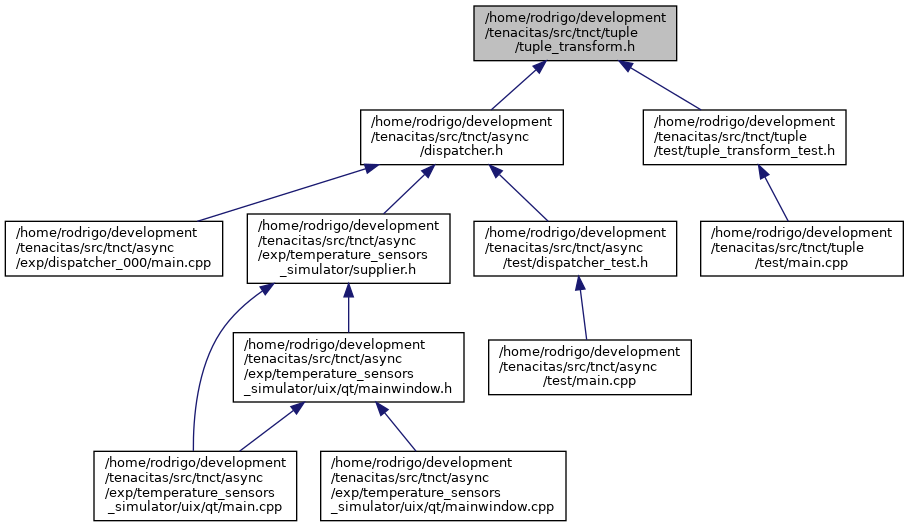 /home/rodrigo/development
/tenacitas/src/tnct/tuple
/tuple_transform.h
/home/rodrigo/development
/tenacitas/src/tnct/async
/dispatcher.h
/home/rodrigo/development
/tenacitas/src/tnct/tuple
/test/tuple_transform_test.h
/home/rodrigo/development
/tenacitas/src/tnct/async
/exp/dispatcher_000/main.cpp
/home/rodrigo/development
/tenacitas/src/tnct/async
/exp/temperature_sensors
_simulator/supplier.h
/home/rodrigo/development
/tenacitas/src/tnct/async
/test/dispatcher_test.h
/home/rodrigo/development
/tenacitas/src/tnct/tuple
/test/main.cpp
/home/rodrigo/development
/tenacitas/src/tnct/async
/exp/temperature_sensors
_simulator/uix/qt/mainwindow.h
/home/rodrigo/development
/tenacitas/src/tnct/async
/test/main.cpp
/home/rodrigo/development
/tenacitas/src/tnct/async
/exp/temperature_sensors
_simulator/uix/qt/main.cpp
/home/rodrigo/development
/tenacitas/src/tnct/async
/exp/temperature_sensors
_simulator/uix/qt/mainwindow.cpp